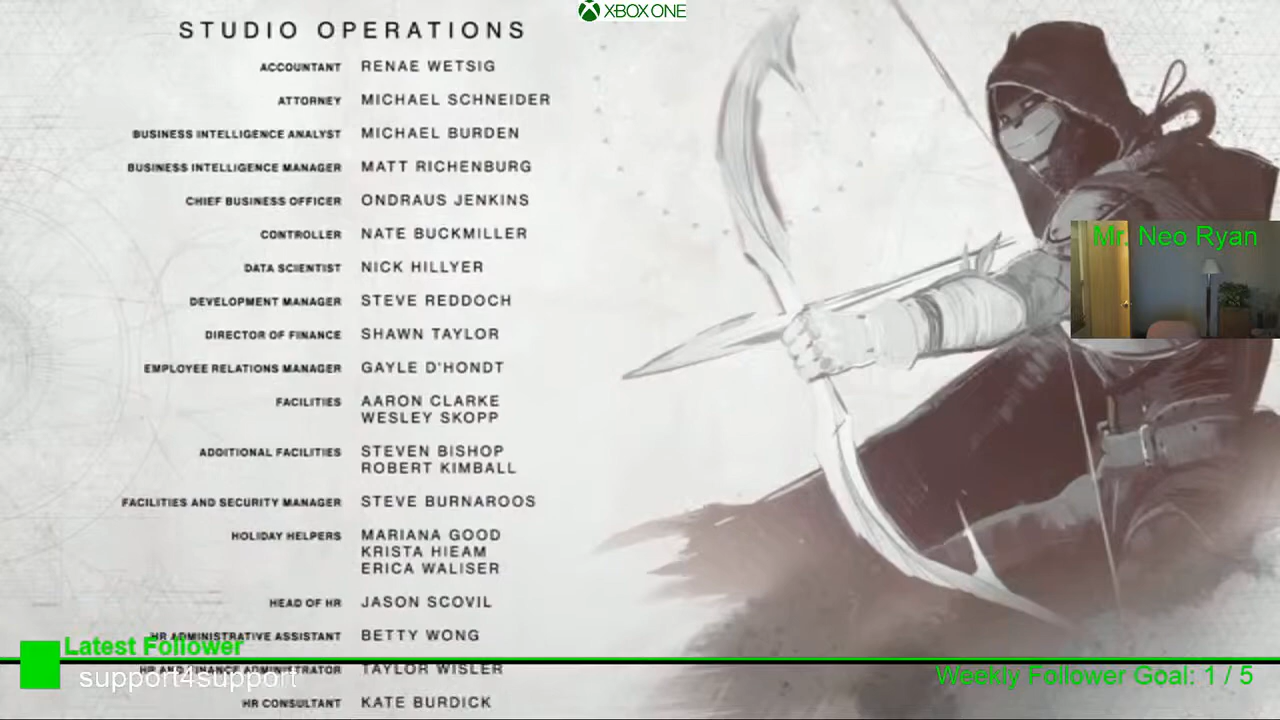 XBOX ONE
STUDIO OPERATIONS
ACCOUNTANT RENAE WETSIG
ATTORNEY MICHAEL SCHNEIDER
BUSINESS INTELLIGENCE ANALYST MICHAEL BURDEN
BUSINESS INTELLIGENCE MANAGER MATT RICHENBURG
CHIEF BUSINESS OFFICER ONDRAUS JENKINS
CONTROLLER NATE BUCKMILLER
Mr. Neo Ryan
DATA SCIENTIST NICK HILLYER
DEVELOPMENT MANAGER STEVE REDDOCH
DIRECTOR OF FINANCE SHAWN TAYLOR
EMPLOYEE RELATIONS MANAGER GAYLE D'HONDT
FACILITIES AARON CLARKE
WESLEY SKOPP
ADDITIONAL FACILITIES STEVEN BISHOP
ROBERT KIMBALL
FACILITIES AND SECURITY MANAGER STEVE BURNAROOS
HOLIDAY HELPERS MARIANA GOOD
KRISTA HIEAM
ERICA WALISER
HEAD OF HR JASON SCOVIL
HR ADMINISTRATIVE ASSISTANT BETTY WONG
Latest Follower
HR AND FINANCE ADMINISTRATOR TAYLOR WISLER
support4support
Weekly Follower Goal: 1 / 5
HR CONSULTANT KATE BURDICK